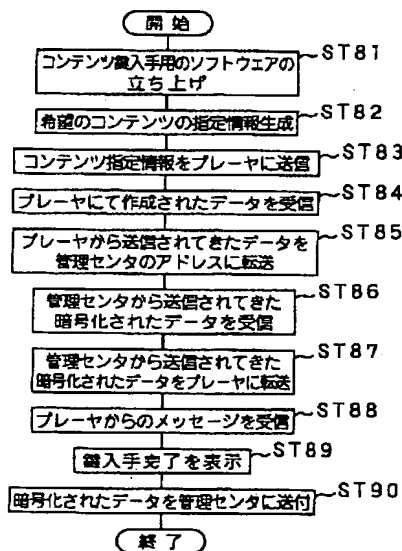 開始
ST81
コンテンツ鍵入手用のソフトウェアの
立ち上げ
ST82
希望のコンテンツの指定情報生成
ST83
コンテンツ指定情報をプレーヤに送信
ST84
プレーヤにて作成されたデータを受信
ST85
プレーヤから送信されてきたデータを
管理センタのアドレスに転送
ST86
管理センタから送信されてきた
暗号化されたデータを受信
ST87
管理センタから送信されてきた
暗号化されたデータをプレーヤに転送
ST88
プレーヤからのメッセージを受信
ST89
鍵入手完了を表示
ST90
暗号化されたデータを管理センタに送付
終了